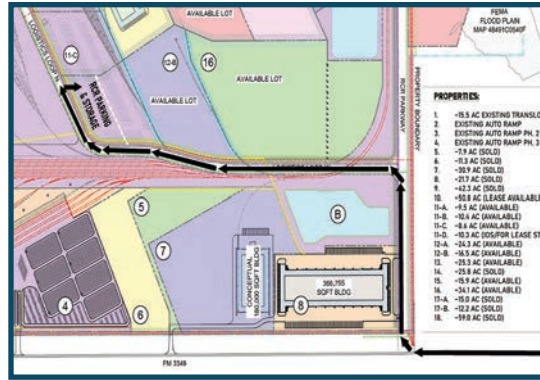 AVAILABLE LOT
FEMA
FLOOD PLAIN
MAP 48491C0540F
LOGISTICS LOOP N
11-C
12-B
16
AVAILABLE LOT
AVAILABLE LOT
RCR PARKING
& STORAGE
RCR PARKWAY
PROPERTY BOUNDARY
PROPERTIES:
1. ~15.5 AC EXISTING TRANSLO
2. EXISTING AUTO RAMP
3. EXISTING AUTO RAMP PH. 2
4. EXISTING AUTO RAMP PH. 3
5. ~7.9 AC (SOLD)
6. ~11.3 AC (SOLD)
7. ~30.9 AC (SOLD)
8. ~21.7 AC (SOLD)
9. ~42.3 AC (SOLD)
10. ~50.8 AC (LEASE AVAILABLE
11-A. ~9.5 AC (AVAILABLE)
11-B. ~10.4 AC (AVAILABLE)
11-C. ~8.6 AC (AVAILABLE)
11-D. ~10.3 AC (IOS/FOR LEASE ST
12-A. ~24.3 AC (AVAILABLE)
12-B. ~16.5 AC (AVAILABLE)
13. ~25.3 AC (AVAILABLE)
14. ~25.8 AC (SOLD)
15. ~15.9 AC (AVAILABLE)
16. ~34.1 AC (AVAILABLE)
17-A. ~15.0 AC (SOLD)
17-B. ~12.2 AC (SOLD)
18. ~59.0 AC (SOLD)
5
B
7
CONCEPTUAL
160,000 SQFT BLDG
366,755
SQFT BLDG
4
6
8
FM 3349